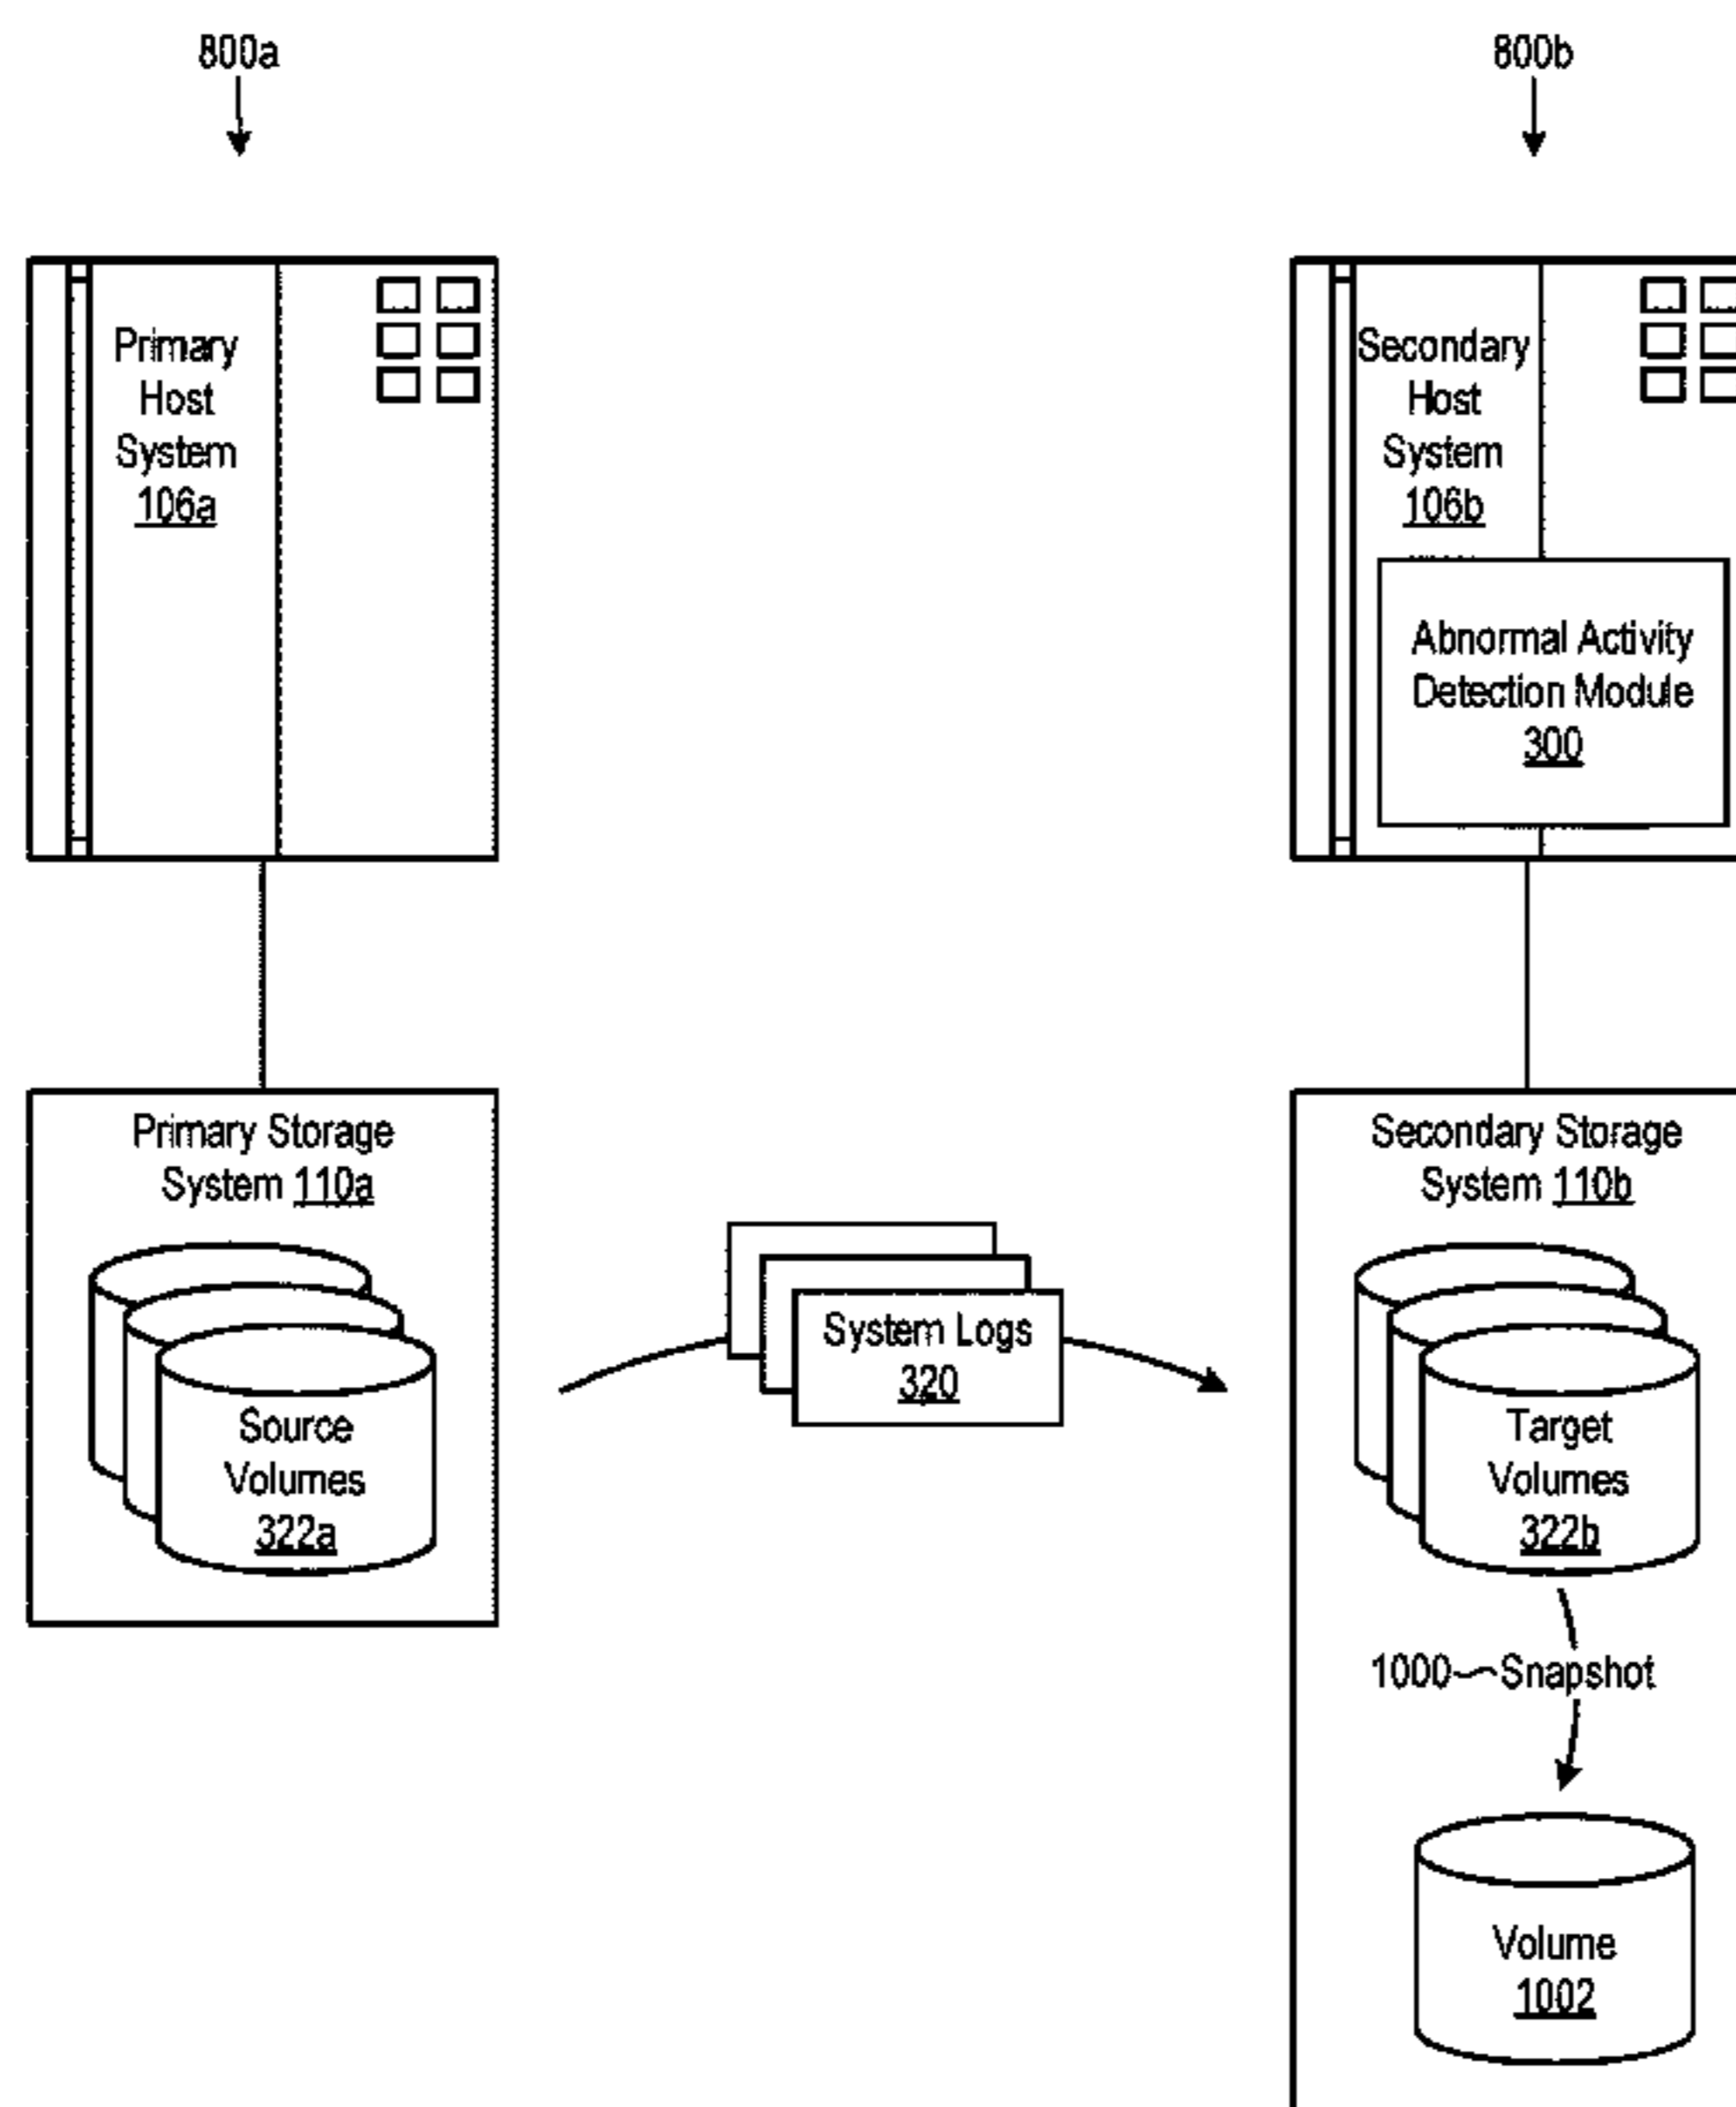 800a
800b
Primary
Host
System
106a
Secondary
Host
System
106b
Abnormal Activity
Detection Module
300
Primary Storage
System 110a
Source
Volumes
322a
System Logs
320
Secondary Storage
System 110b
Target
Volumes
322b
1000 Snapshot
Volume
1002